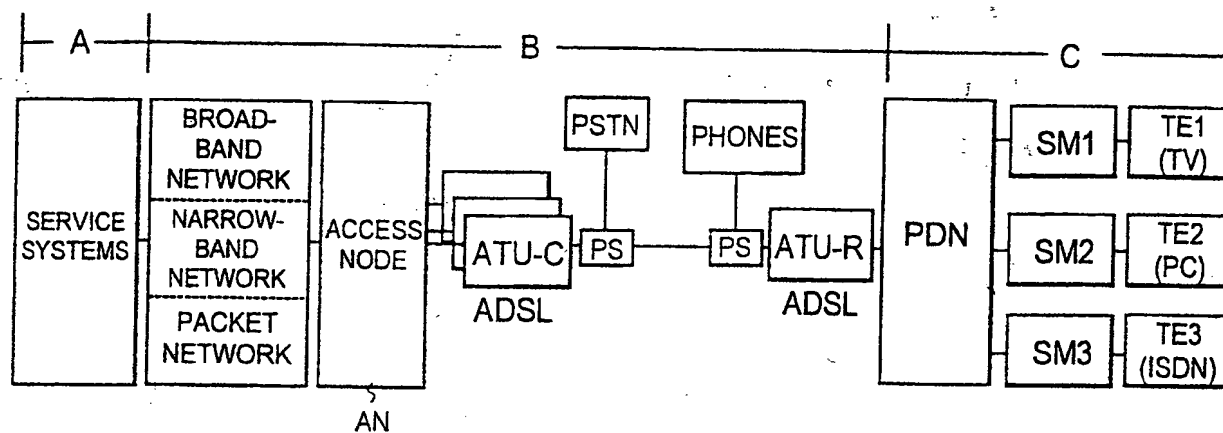 A
B
C
SERVICE
SYSTEMS
BROAD-
BAND
NETWORK
NARROW-
BAND
NETWORK
PACKET
NETWORK
ACCESS
NODE
AN
ATU-C
ADSL
PSTN
PS
PHONES
PS
ATU-R
ADSL
PDN
SM1
TE1
(TV)
SM2
TE2
(PC)
SM3
TE3
(ISDN)